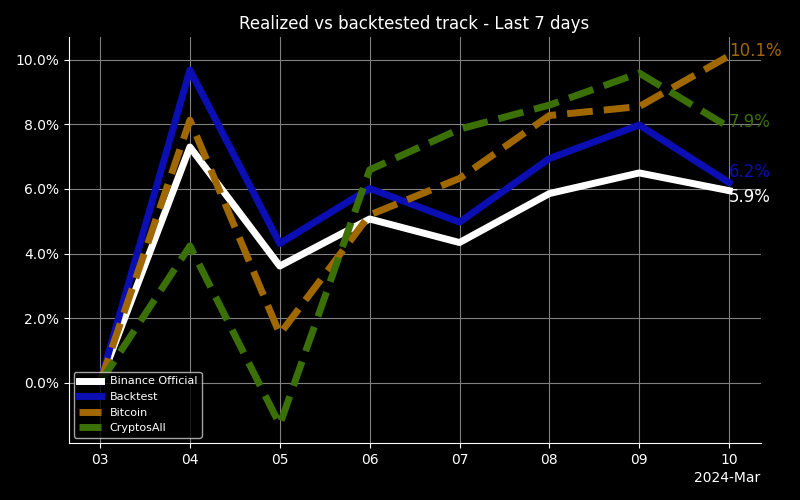 Realized vs backtested track - Last 7 days
10.0%
8.0%
6.0%
4.0%
2.0%
0.0%
10.1%
7.9%
6.2%
5.9%
Binance Official
Backtest
Bitcoin
CryptosAll
03 04 05 06 07 08 09 10
2024-Mar